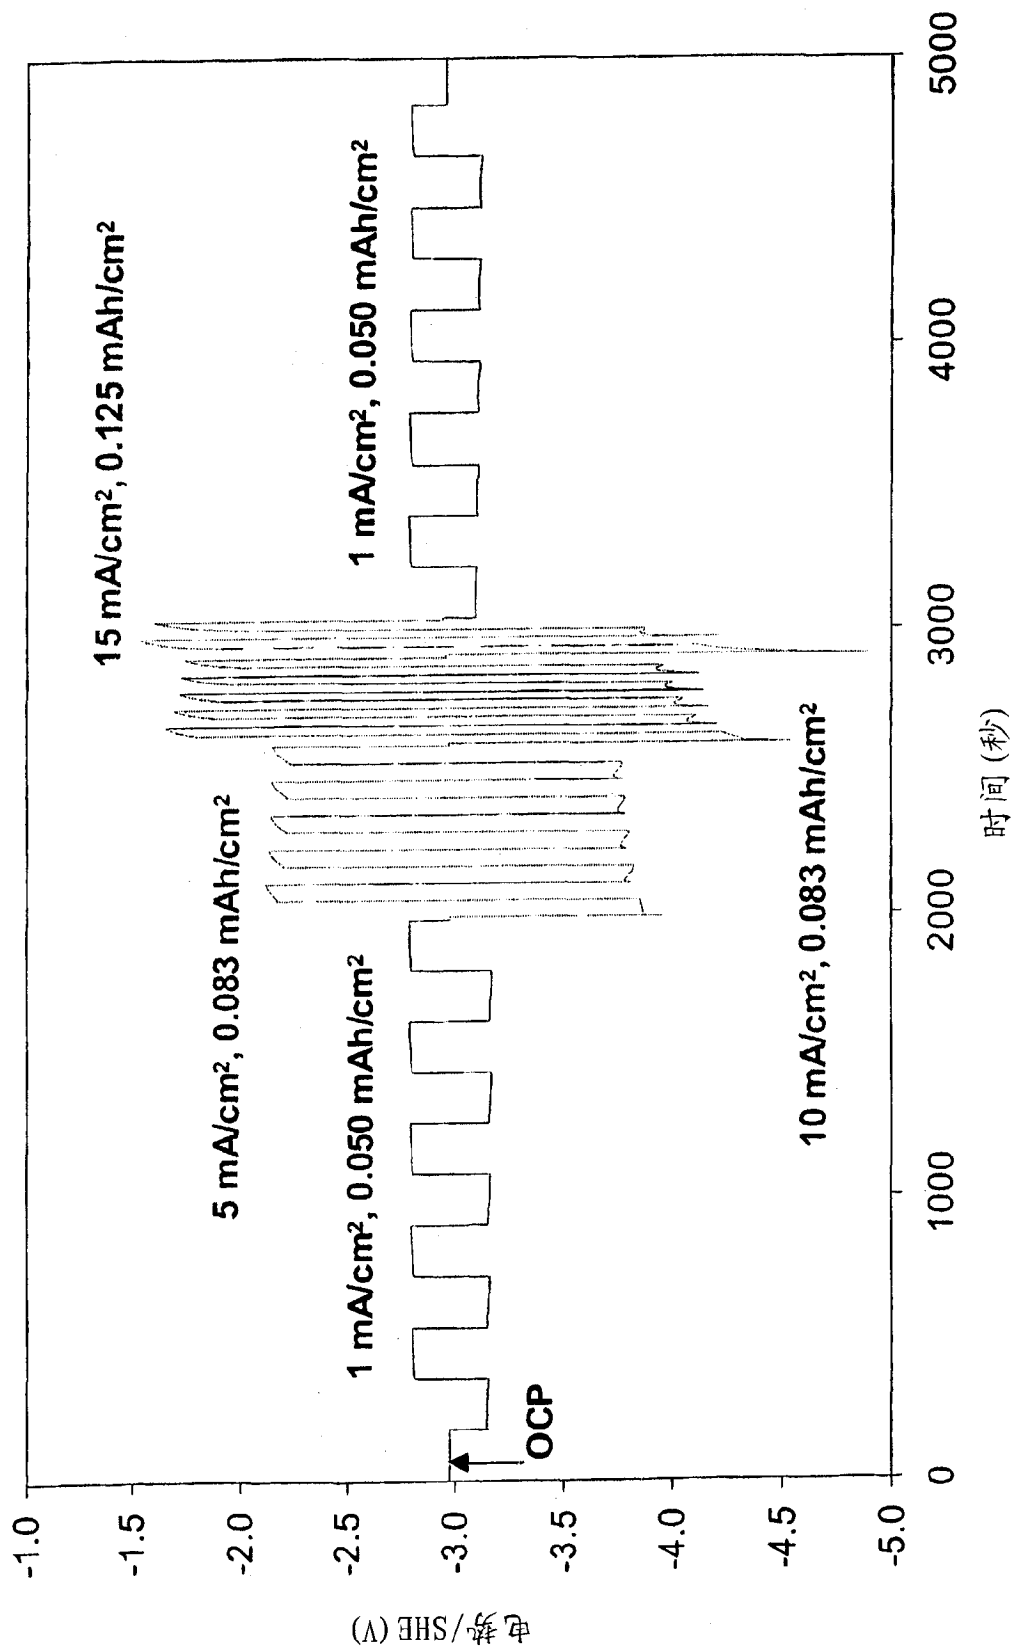 15 mA/cm², 0.125 mAh/cm²
5 mA/cm², 0.083 mAh/cm²
1 mA/cm², 0.050 mAh/cm²
1 mA/cm², 0.050 mAh/cm²
OCP
10 mA/cm², 0.083 mAh/cm²
-1.0
-1.5
-2.0
-2.5
-3.0
-3.5
-4.0
-4.5
-5.0
电势/SHE(V)
0
1000
2000
3000
4000
5000
时间(秒)